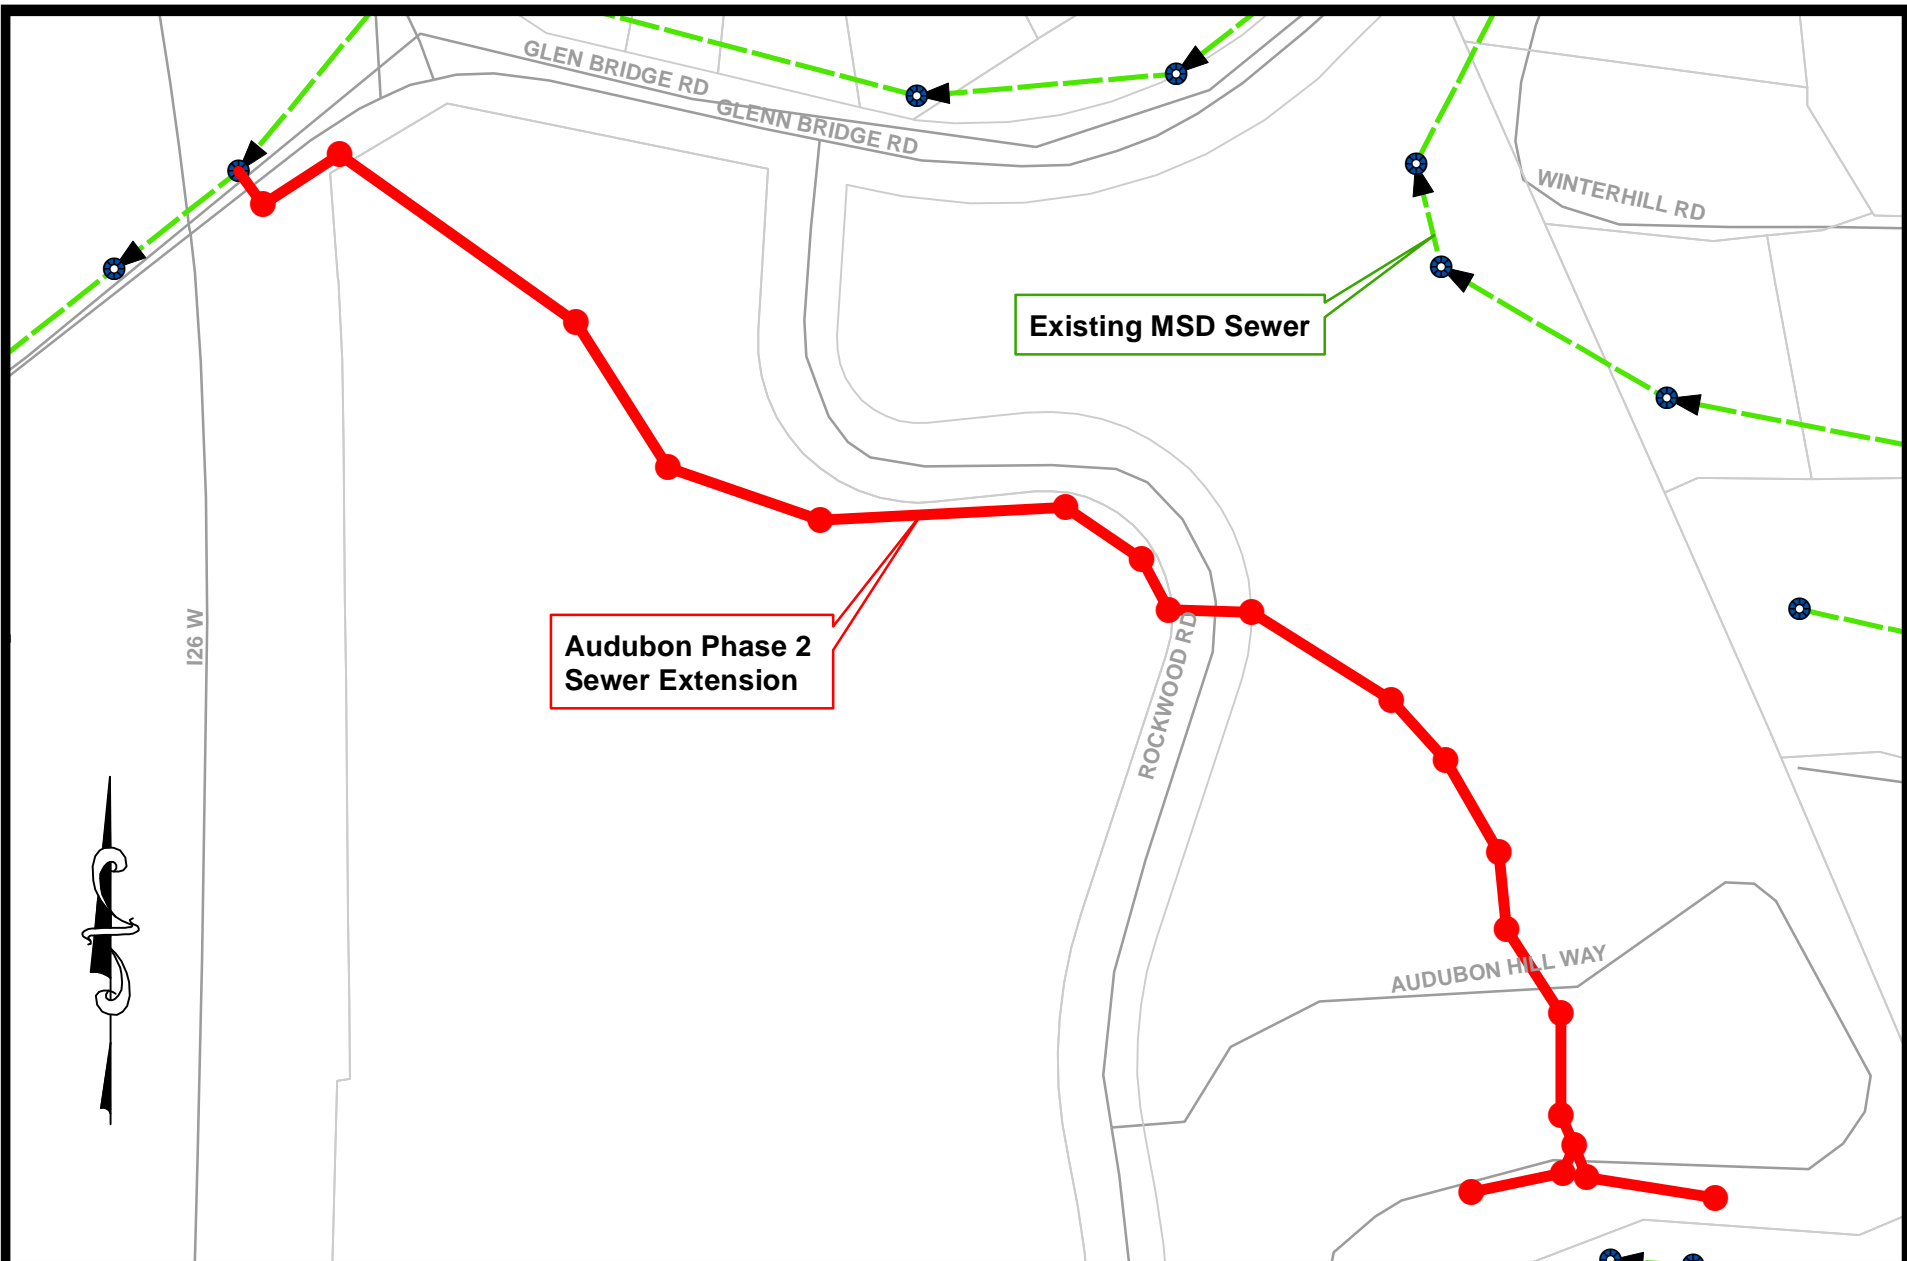 GLEN BRIDGE RD
GLENN BRIDGE RD
WINTERHILL RD
Existing MSD Sewer
I26 W
Audubon Phase 2
Sewer Extension
ROCKWOOD RD
AUDUBON HILL WAY